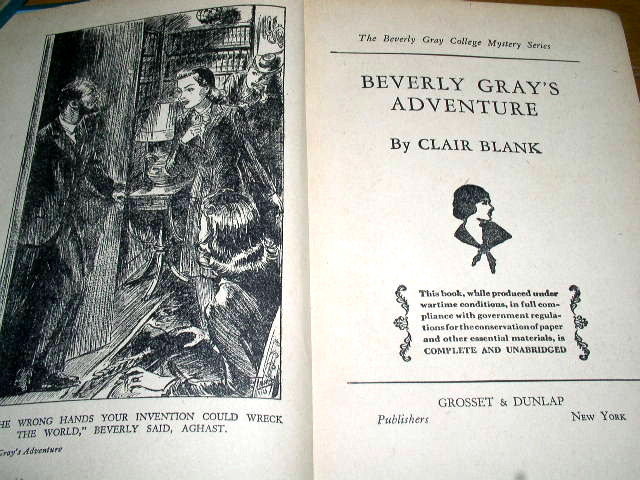 HE WRONG HANDS YOUR INVENTION COULD WRECK
THE WORLD," BEVERLY SAID, AGHAST.
Gray's Adventure
The Beverly Gray College Mystery Series
BEVERLY GRAY'S
ADVENTURE
By CLAIR BLANK
This book, while produced under
wartime conditions, in full com-
pliance with government regula-
tions for the conservation of paper
and other essential materials, is
COMPLETE AND UNABRIDGED
GROSSET & DUNLAP
Publishers NEW YORK